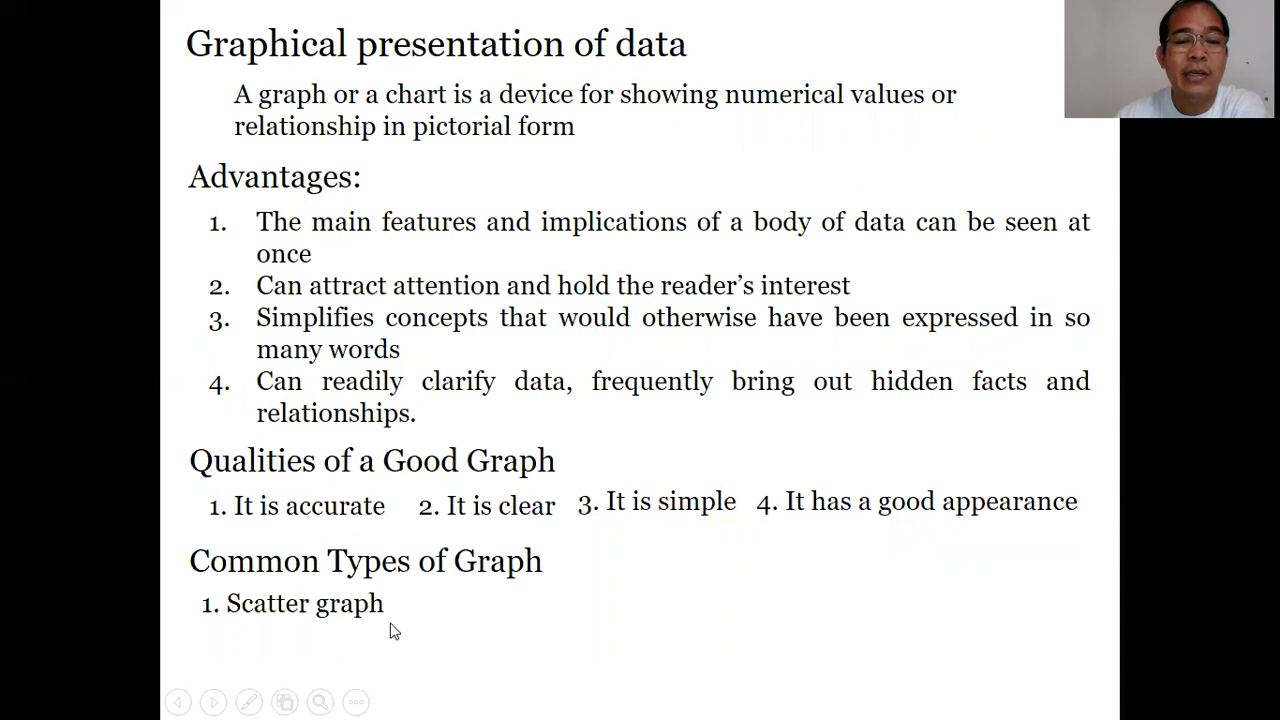 Graphical presentation of data
A graph or a chart is a device for showing numerical values or
relationship in pictorial form
Advantages:
1. The main features and implications of a body of data can be seen at
once
2. Can attract attention and hold the reader’s interest
3. Simplifies concepts that would otherwise have been expressed in so
many words
4. Can readily clarify data, frequently bring out hidden facts and
relationships.
Qualities of a Good Graph
1. It is accurate 2. It is clear 3. It is simple 4. It has a good appearance
Common Types of Graph
1. Scatter graph